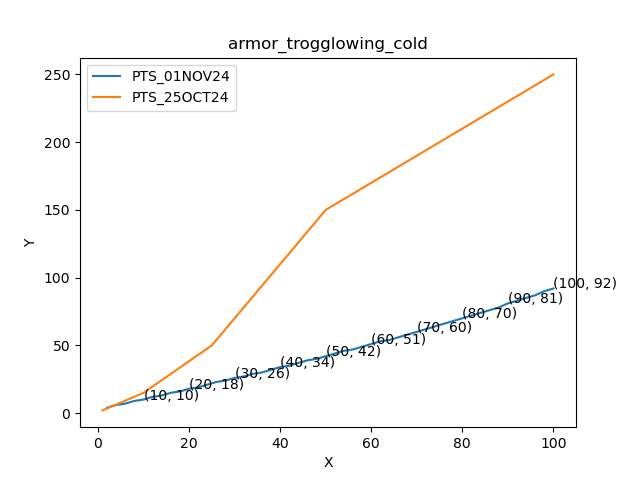 armor_trogglowing_cold
PTS_01NOV24
PTS_25OCT24
250
200
150
100
50
0
Y
(100, 92)
(90, 81)
(80, 70)
(70, 60)
(60, 51)
(50, 42)
(40, 34)
(30, 26)
(20, 18)
(10, 10)
0 20 40 60 80 100
X